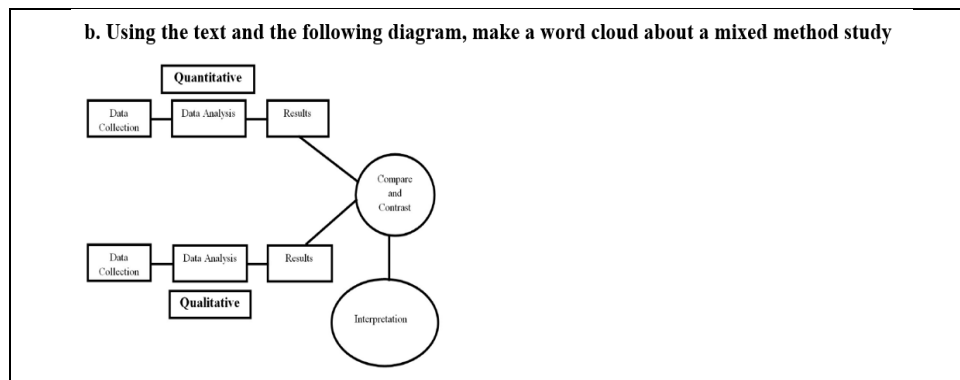 b. Using the text and the following diagram, make a word cloud about a mixed method study
Quantitative
Data
Collection
Data Analysis
Results
Compare
and
Contrast
Data
Collection
Data Analysis
Results
Qualitative
Interpretation